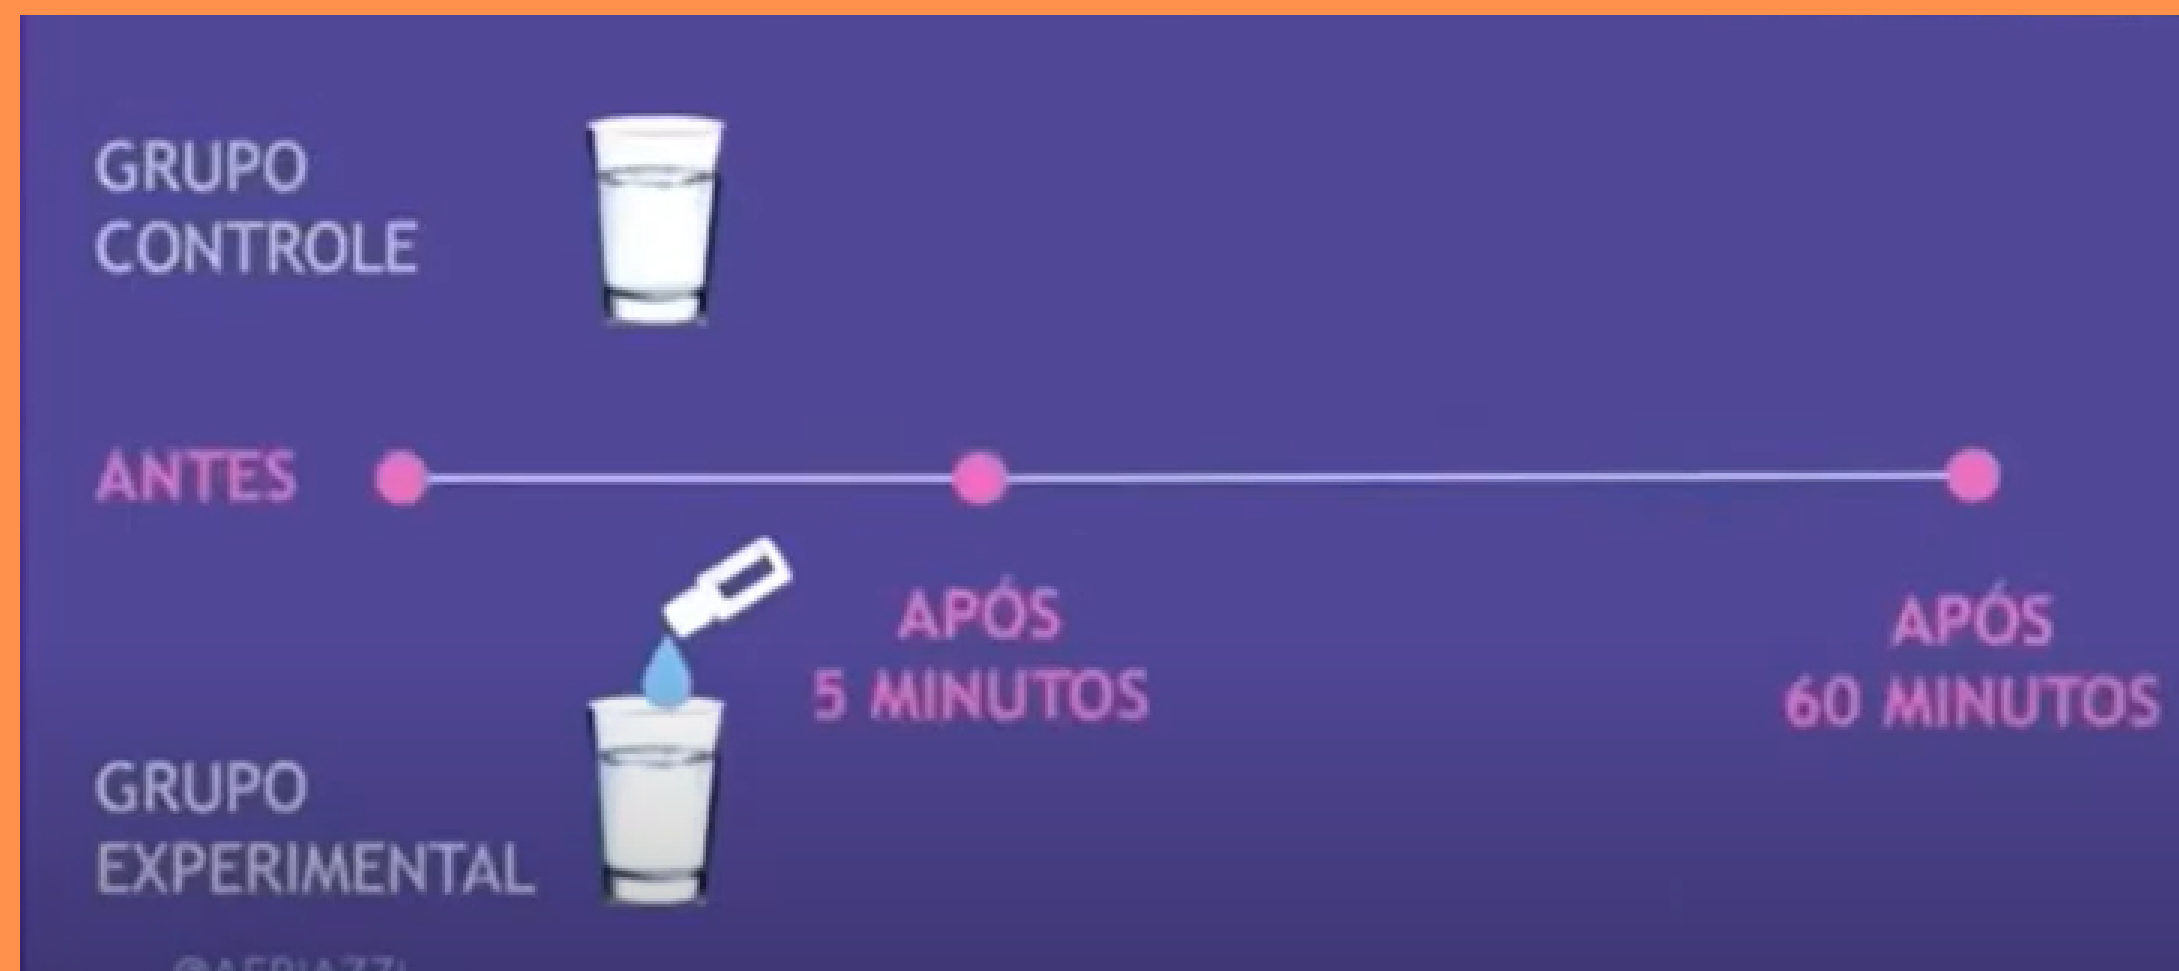 GRUPO
CONTROLE
ANTES
APÓS
5 MINUTOS
APÓS
60 MINUTOS
GRUPO
EXPERIMENTAL